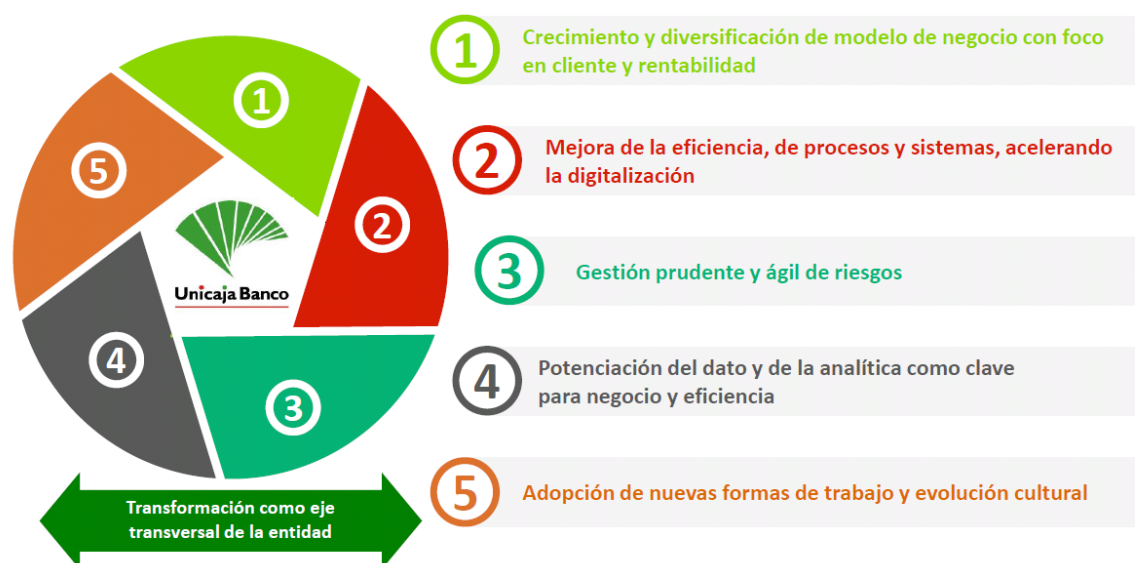 1
Crecimiento y diversificación de modelo de negocio con foco
en cliente y rentabilidad
2
Mejora de la eficiencia, de procesos y sistemas, acelerando
la digitalización
3
Gestión prudente y ágil de riesgos
4
Potenciación del dato y de la analítica como clave
para negocio y eficiencia
5
Adopción de nuevas formas de trabajo y evolución cultural
1
2
3
4
5
Unicaja Banco
Transformación como eje
transversal de la entidad